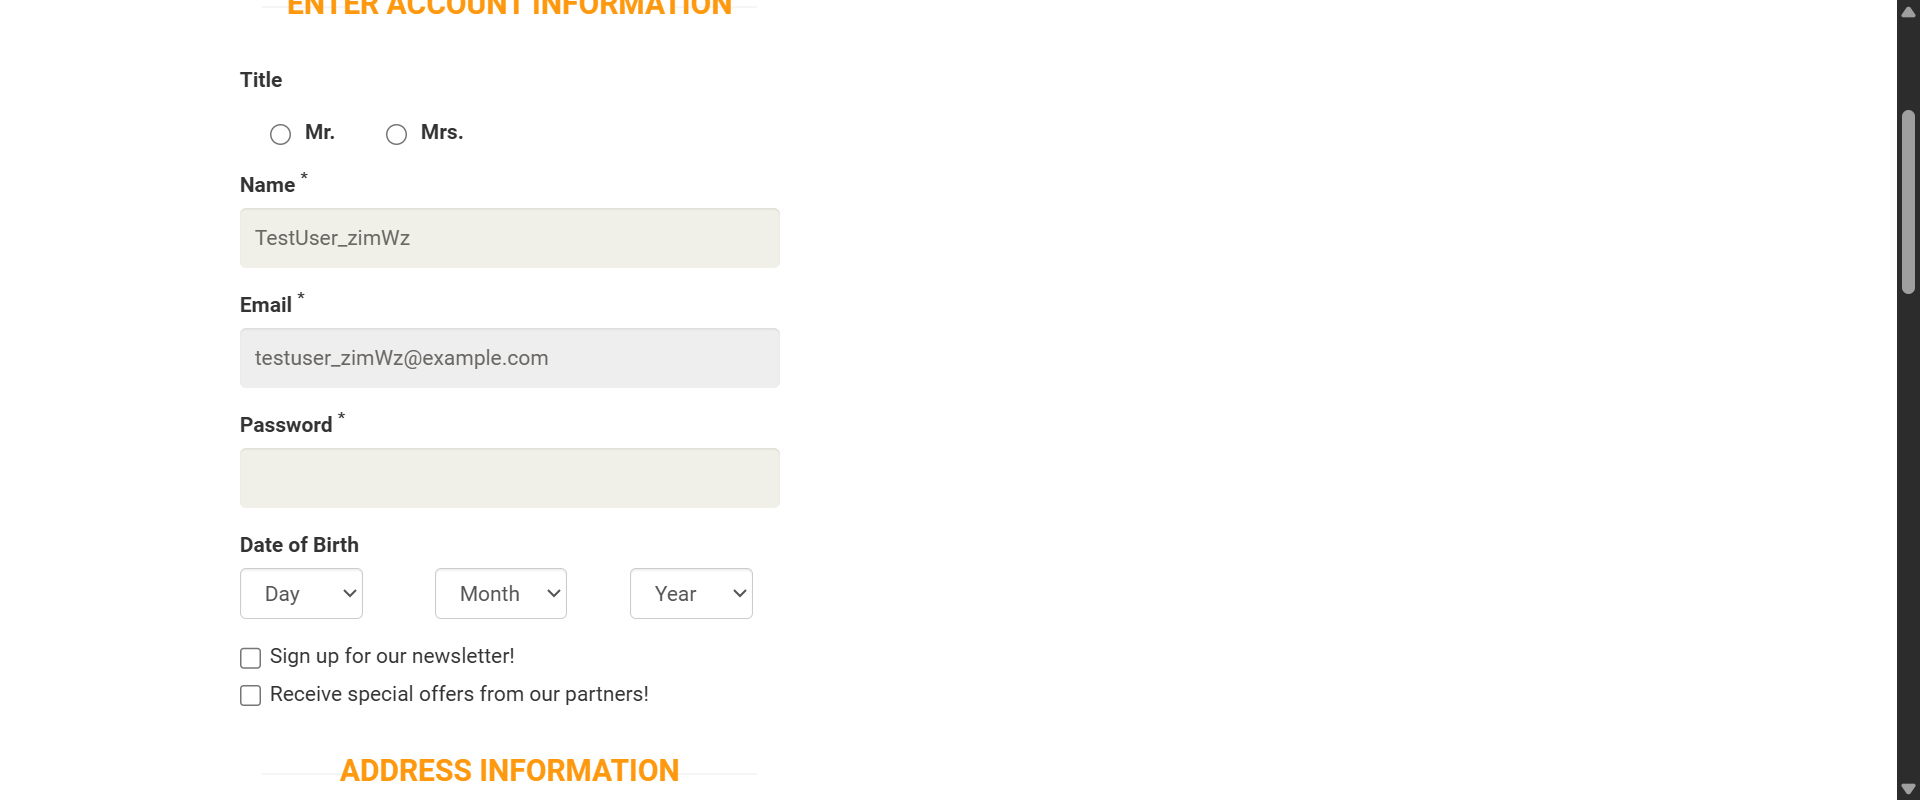 ENTER ACCOUNT INFORMATION
Title
Mr. Mrs.
Name *
TestUser_zimWz
Email *
testuser_zimWz@example.com
Password *
Date of Birth
Day Month Year
Sign up for our newsletter!
Receive special offers from our partners!
ADDRESS INFORMATION